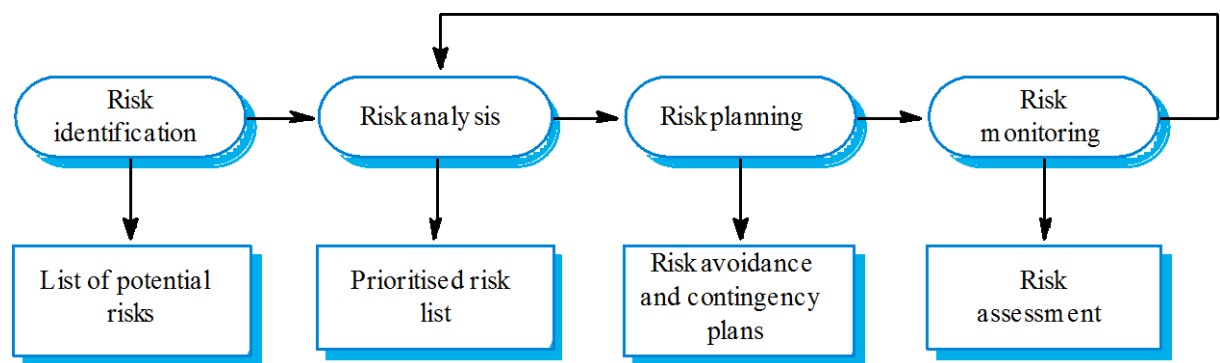 Risk
identification
Risk analysis
Risk planning
Risk
monitoring
List of potential
risks
Prioritised risk
list
Risk avoidance
and contingency
plans
Risk
assessment